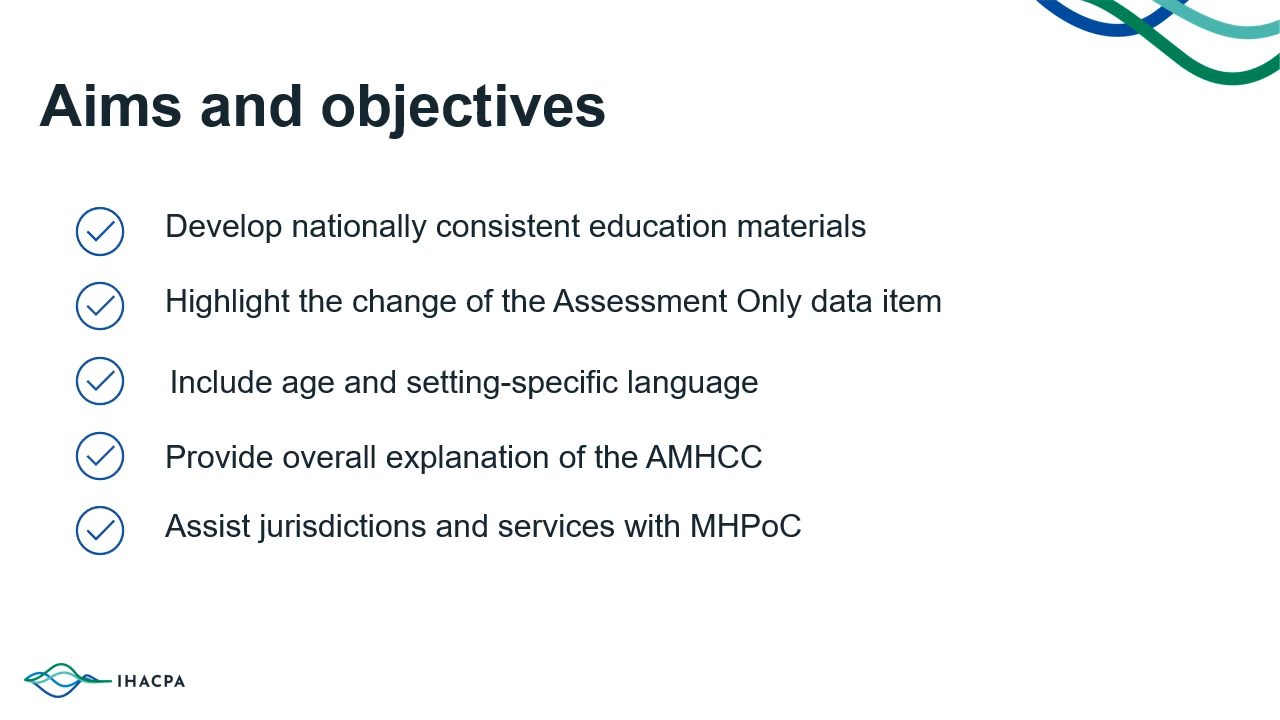 Aims and objectives
Develop nationally consistent education materials
Highlight the change of the Assessment Only data item
Include age and setting-specific language
Provide overall explanation of the AMHCC
Assist jurisdictions and services with MHPoC
IHACPA